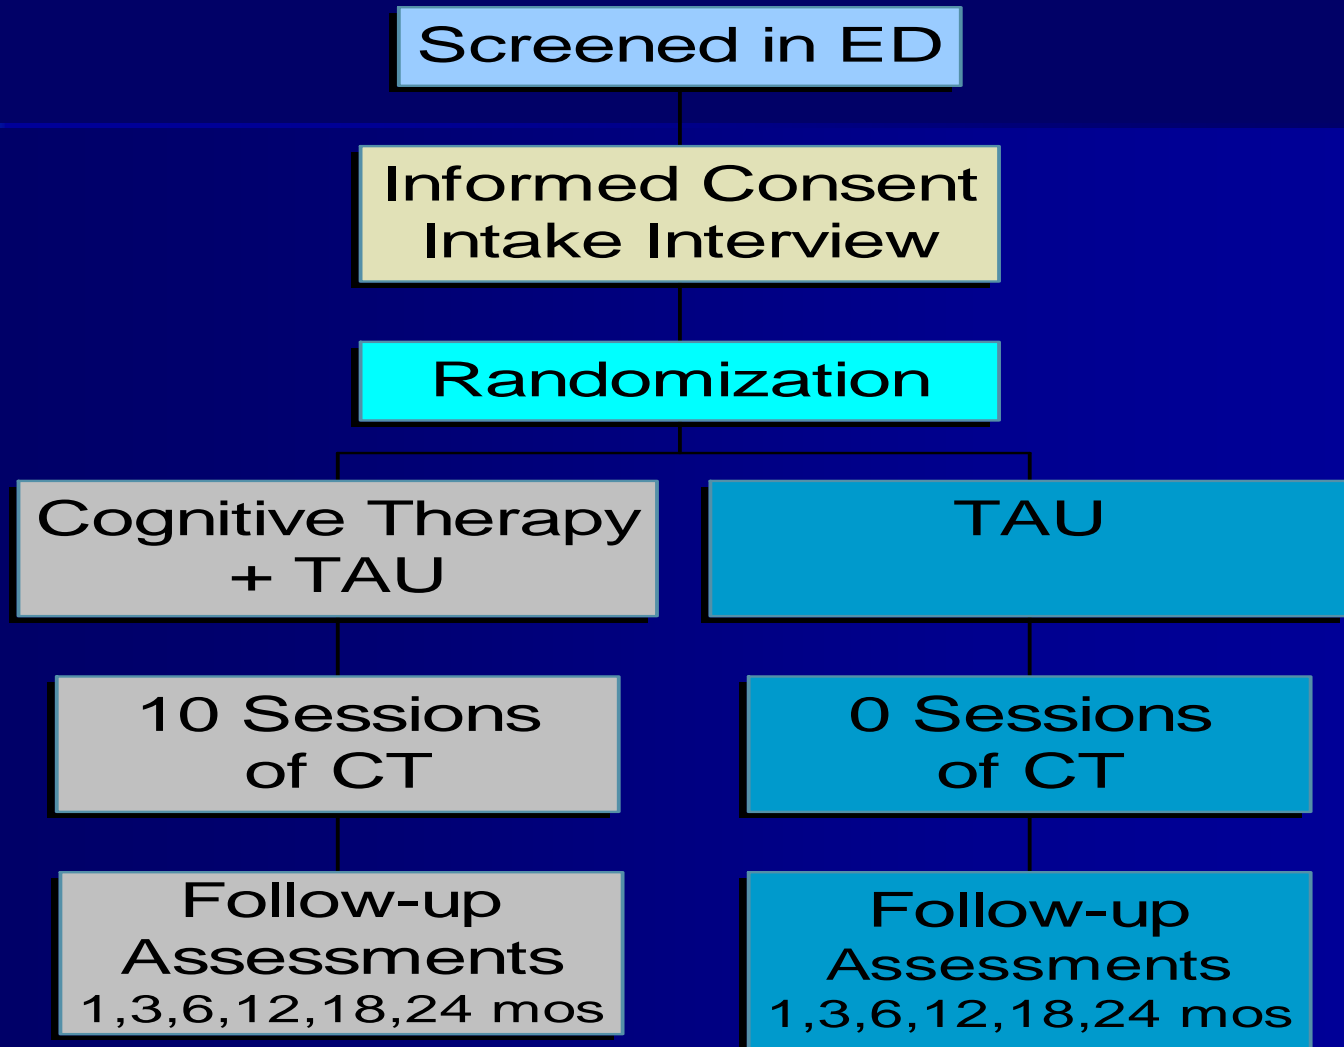 Screened in ED
Informed Consent
Intake Interview
Randomization
Cognitive Therapy
+ TAU
TAU
10 Sessions
of CT
0 Sessions
of CT
Follow-up
Assessments
1,3,6,12,18,24 mos
Follow-up
Assessments
1,3,6,12,18,24 mos